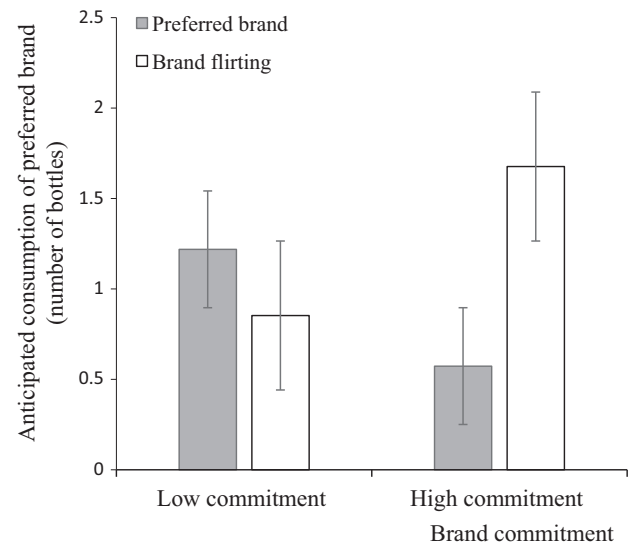 Anticipated consumption of preferred brand
(number of bottles)
2.5
2
1.5
1
0.5
0
Preferred brand
Brand flirting
Low commitment
High commitment
Brand commitment